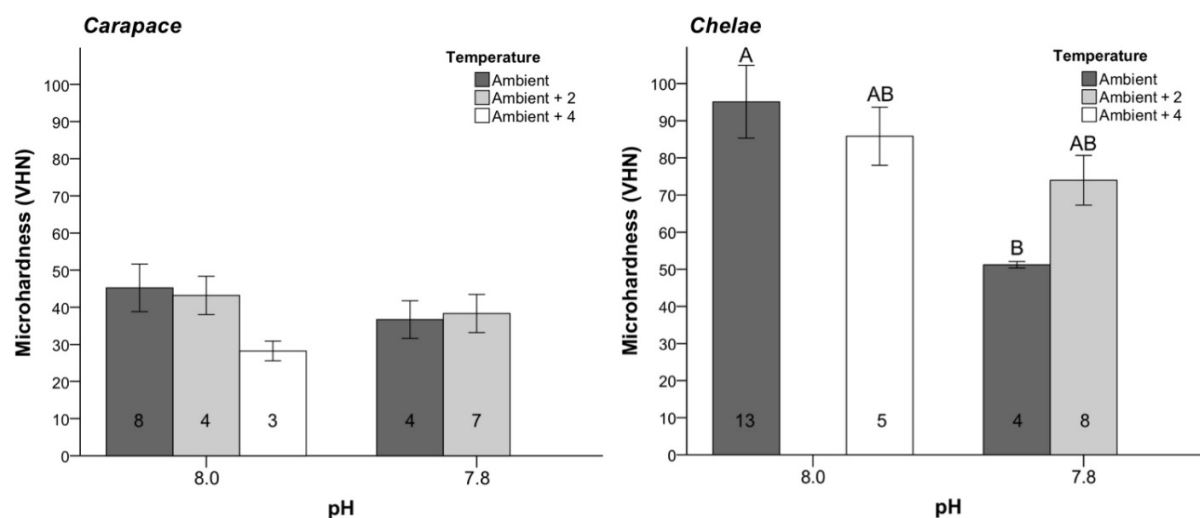 Carapace
Temperature
Ambient
Ambient + 2
Ambient + 4
Microhardness (VHN)
100
90
80
70
60
50
40
30
20
10
0
8
4
3
4
7
8.0
7.8
pH
Chelae
Temperature
Ambient
Ambient + 2
Ambient + 4
Microhardness (VHN)
100
90
80
70
60
50
40
30
20
10
0
A
AB
B
AB
13
5
4
8
8.0
7.8
pH